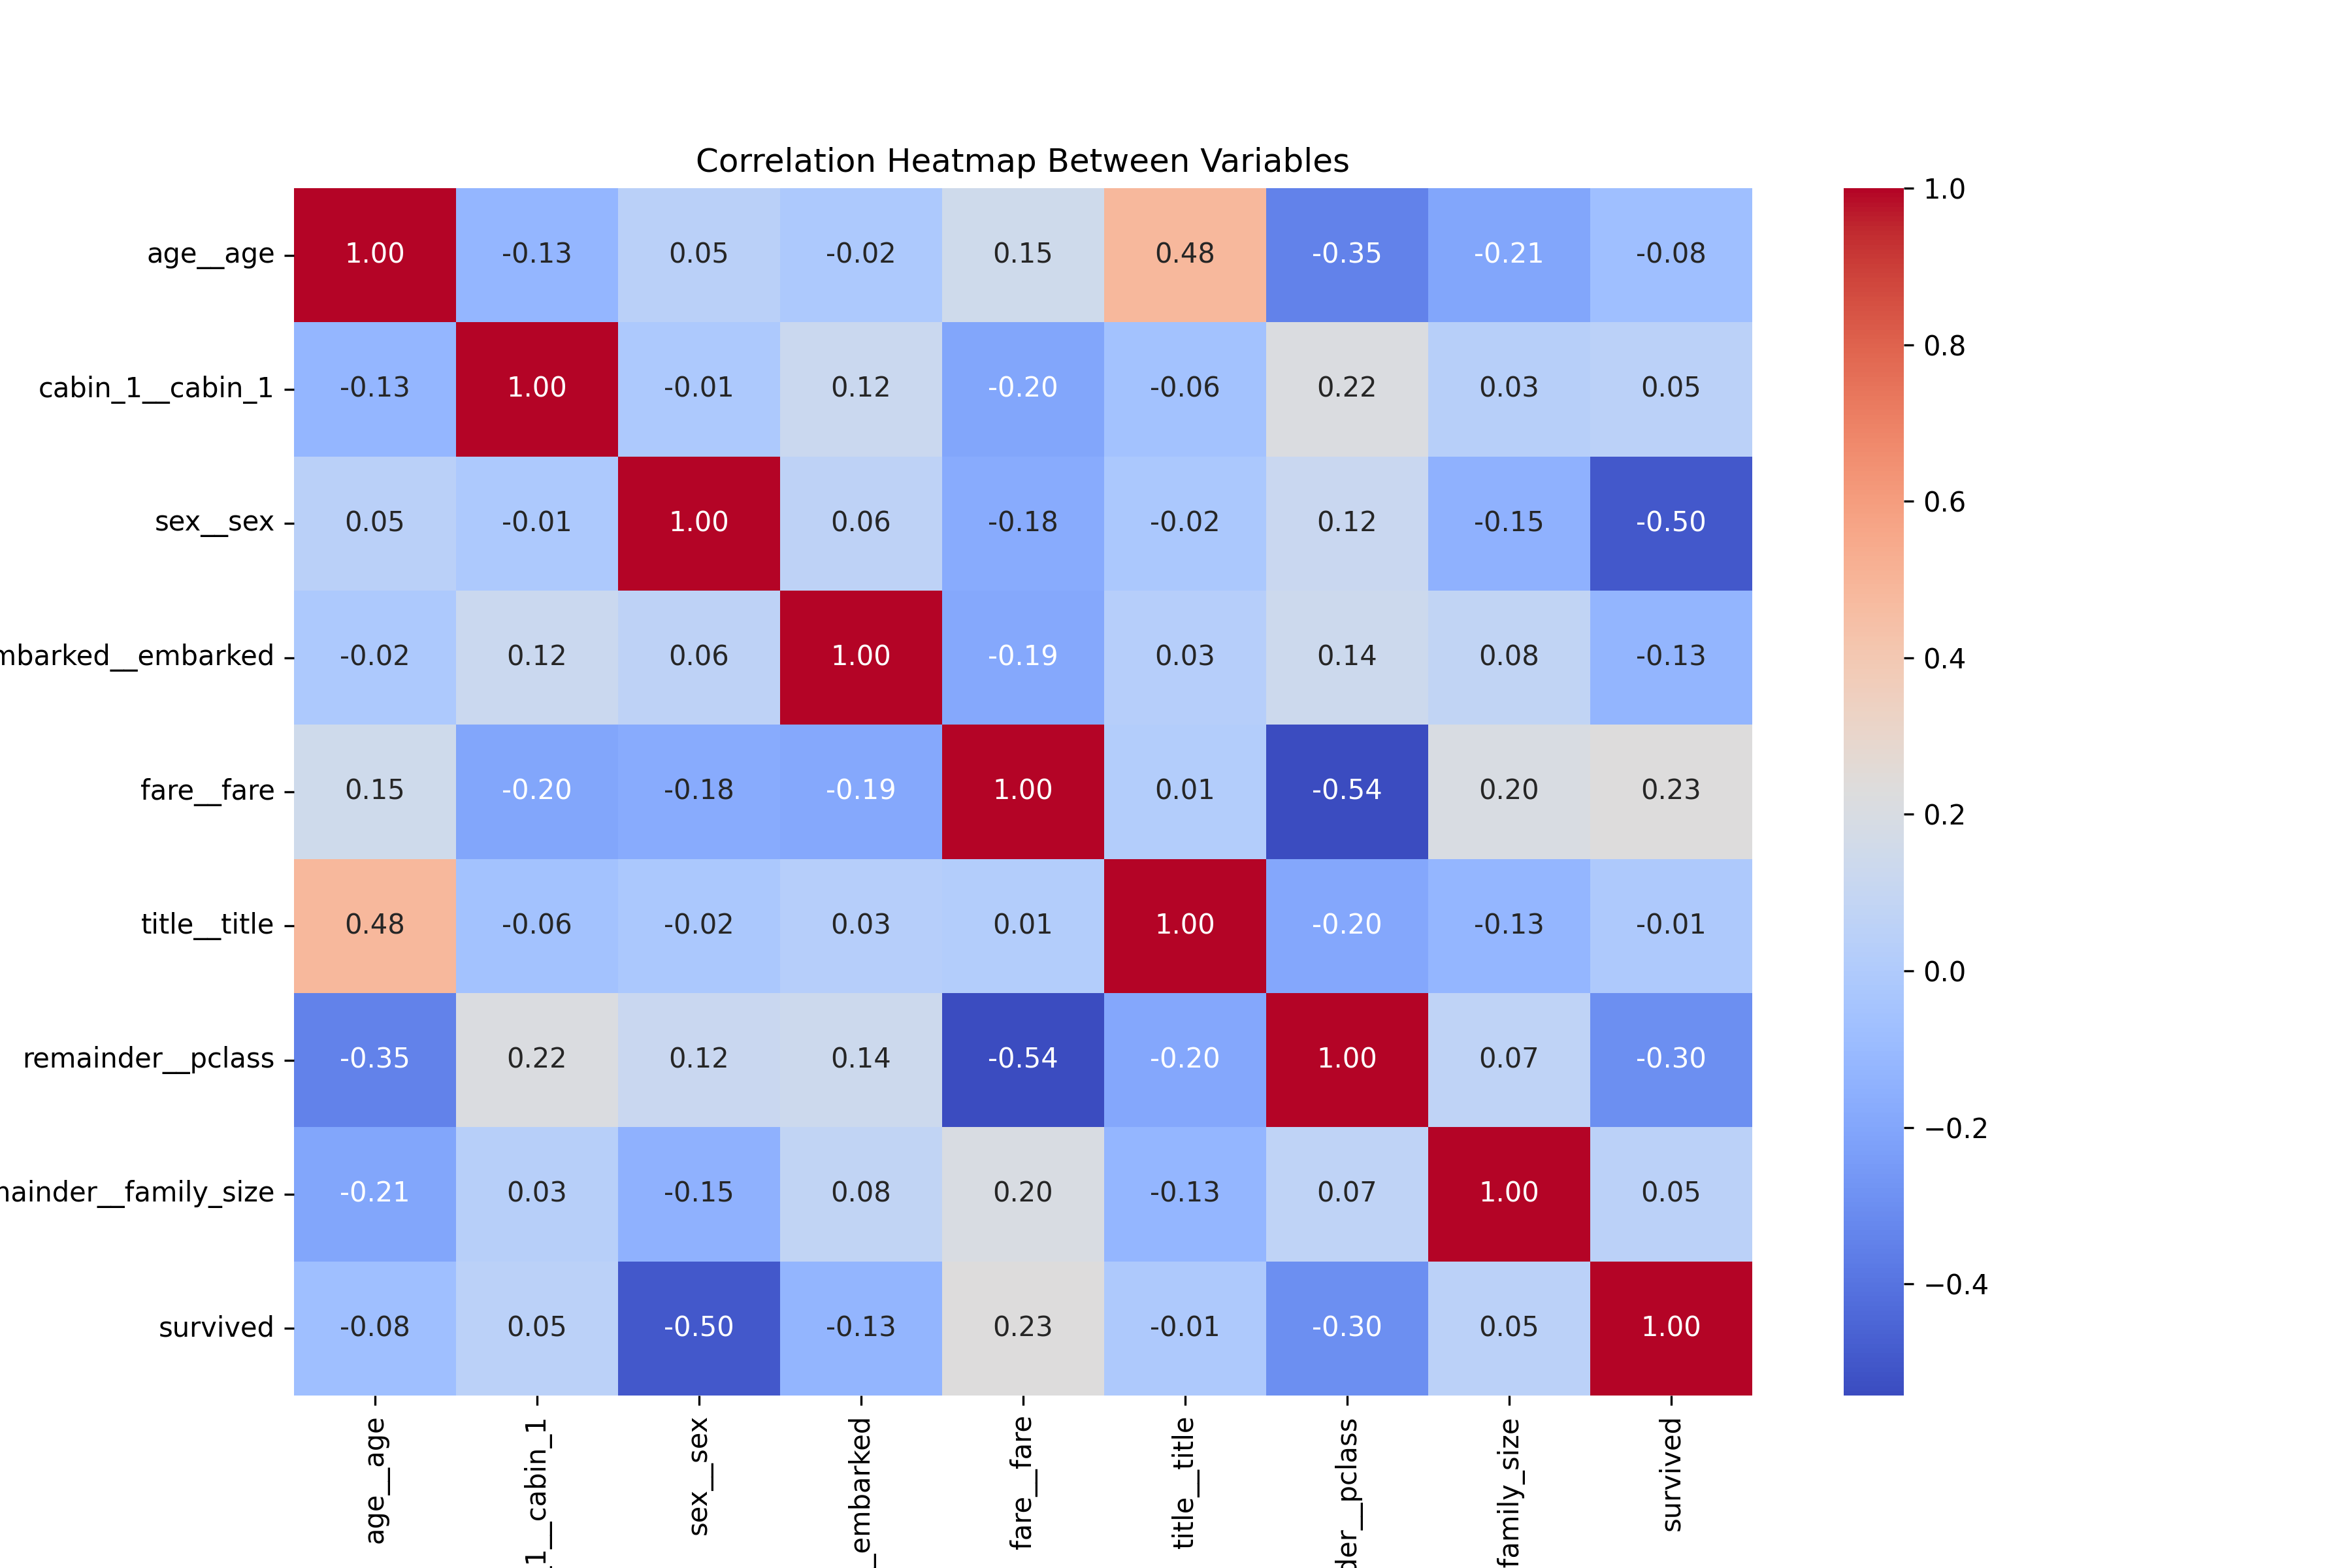 Correlation Heatmap Between Variables
age__age 1.00 -0.13 0.05 -0.02 0.15 0.48 -0.35 -0.21 -0.08
cabin_1__cabin_1 -0.13 1.00 -0.01 0.12 -0.20 -0.06 0.22 0.03 0.05
sex__sex 0.05 -0.01 1.00 0.06 -0.18 -0.02 0.12 -0.15 -0.50
mbarked__embarked -0.02 0.12 0.06 1.00 -0.19 0.03 0.14 0.08 -0.13
fare__fare 0.15 -0.20 -0.18 -0.19 1.00 0.01 -0.54 0.20 0.23
title__title 0.48 -0.06 -0.02 0.03 0.01 1.00 -0.20 -0.13 -0.01
remainder__pclass -0.35 0.22 0.12 0.14 -0.54 -0.20 1.00 0.07 -0.30
ainder__family_size -0.21 0.03 -0.15 0.08 0.20 -0.13 0.07 1.00 0.05
survived -0.08 0.05 -0.50 -0.13 0.23 -0.01 -0.30 0.05 1.00
age__age
1__cabin_1
sex__sex
_embarked
fare__fare
title__title
der__pclass
family_size
survived
1.0
0.8
0.6
0.4
0.2
0.0
−0.2
−0.4